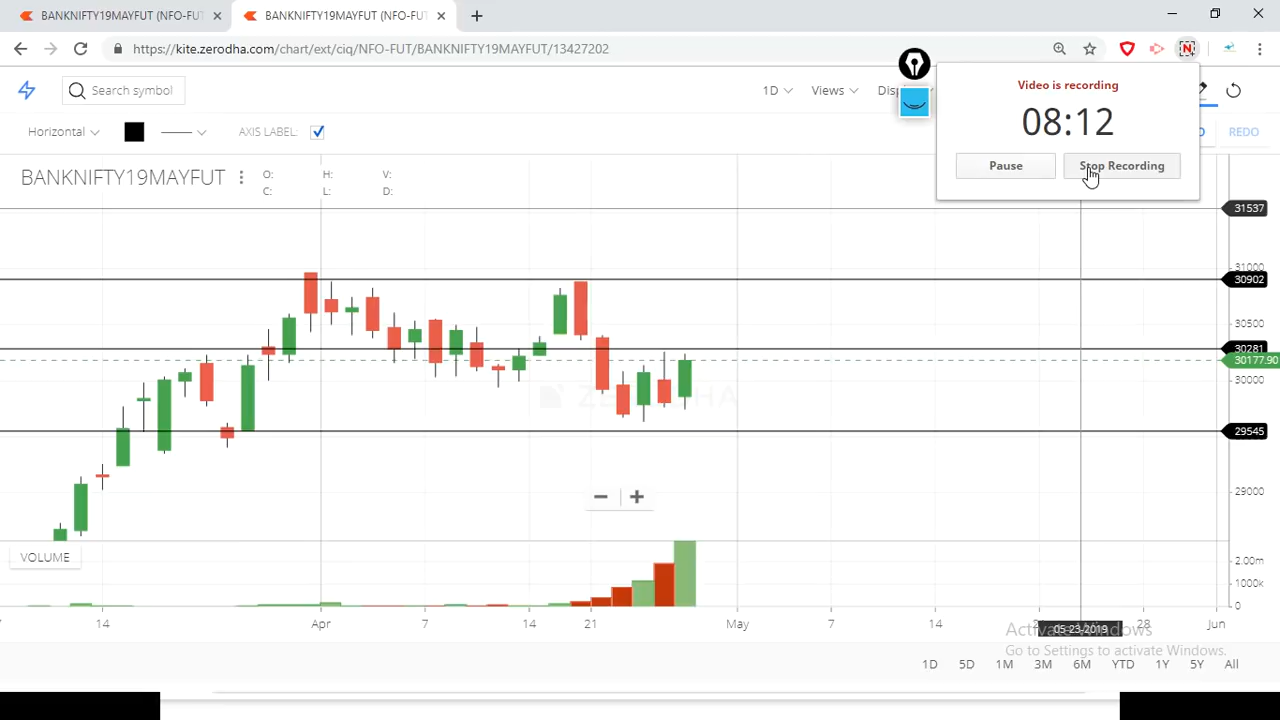 BANKNIFTY19MAYFUT (NFO-FUT
BANKNIFTY19MAYFUT (NFO-FUT
https://kite.zerodha.com/chart/ext/ciq/NFO-FUT/BANKNIFTY19MAYFUT/13427202
Search symbol
1D
Views
Video is recording
08:12
Pause
Stop Recording
Horizontal
AXIS LABEL:
REDO
BANKNIFTY19MAYFUT
O:
H:
V:
C:
L:
D:
31537
31000
30902
30500
30281
30177.90
30000
ZERODHA
29545
29000
VOLUME
2.00m
1000k
0
14
Apr
7
14
21
May
7
14
05-23-2019
28
Jun
Activate Windows
Go to Settings to activate Windows.
1D
5D
1M
3M
6M
YTD
1Y
5Y
All